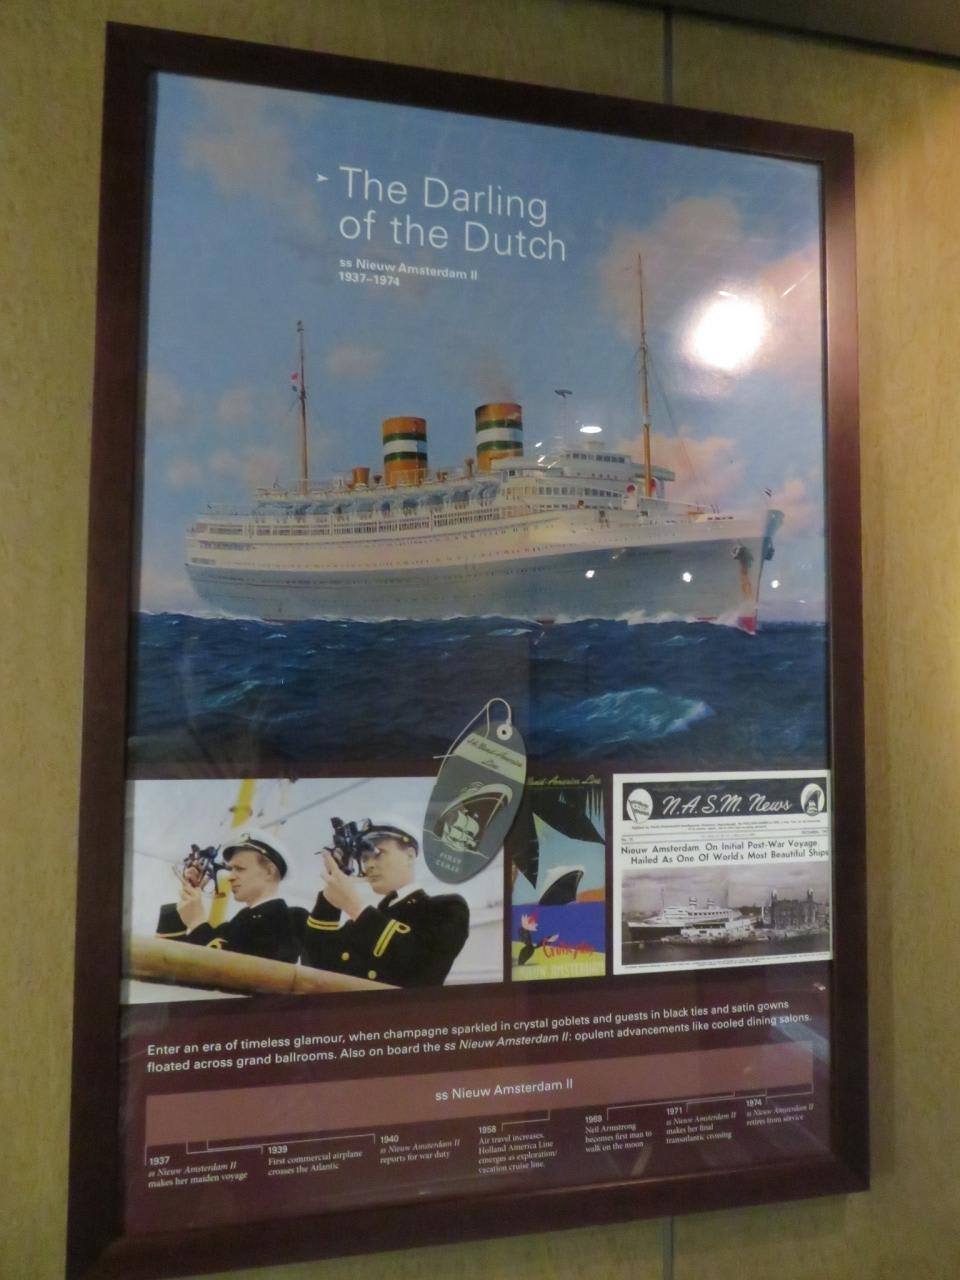 The Darling
of the Dutch
ss Nieuw Amsterdam II
1937–1974
Line
FIRST
CLASS
-America Line
N.A.S.M. News
Nieuw Amsterdam, On Initial Post-War Voyage,
Hailed As One Of World's Most Beautiful Ships
Enter an era of timeless glamour, when champagne sparkled in crystal goblets and guests in black ties and satin gowns
floated across grand ballrooms. Also on board the ss Nieuw Amsterdam II: opulent advancements like cooled dining salons.
ss Nieuw Amsterdam II
1937
ss Nieuw Amsterdam II
makes her maiden voyage
1939
First commercial airplane
crosses the Atlantic
1940
ss Nieuw Amsterdam II
reports for war duty
1958
Air travel increases.
Holland America Line
emerges as exploration/
vacation cruise line.
1969
Neil Armstrong
becomes first man to
walk on the moon
1971
ss Nieuw Amsterdam II
makes her final
transatlantic crossing
1974
ss Nieuw Amsterdam II
retires from service